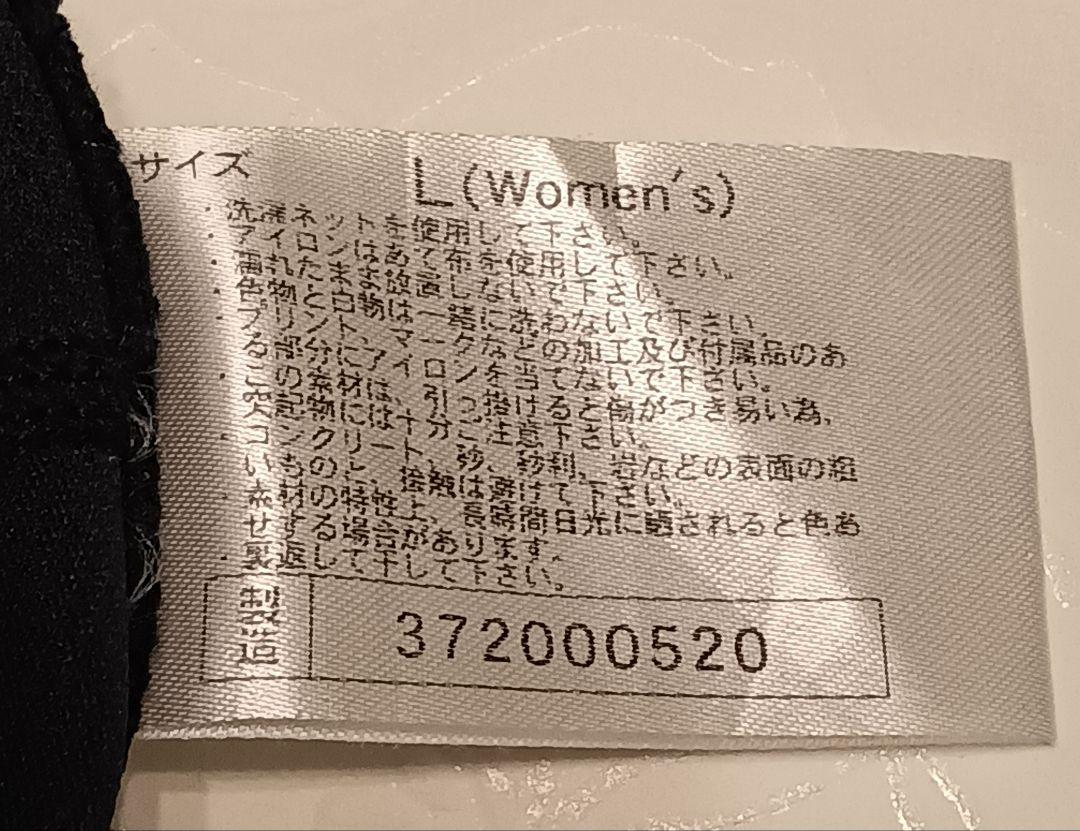 サイズ
L(Women's)
・洗濯ネットを使用して下さい。
・アイロンはあて布を使用して下さい。
・濡れたまま放置しないで下さい。
・色物と白物は一緒に洗わないで下さい。
・プリント、マークなどの加工及び付属品のあ
る部分にアイロンを当てないで下さい。
・この素材は、引っ掛けると傷がつき易い為、
突起物には十分ご注意下さい。
・コンクリート、砂、砂利、岩などの表面の粗
いものと、接触は避けて下さい。
・素材の特性上、長時間日光に晒されると色あ
せする場合があります。
・裏返して干して下さい。
製造
372000520